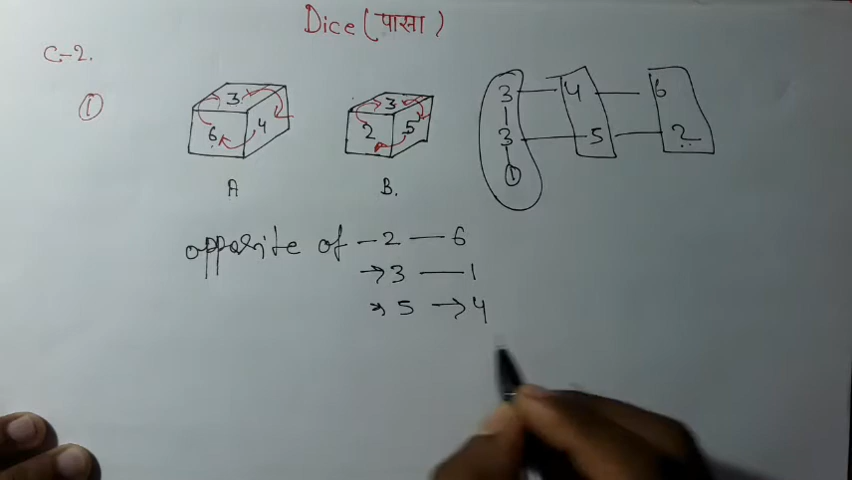 Dice (पासा)
C-2.
①
3
6
4
A
3
2
5
B.
3 — 4 — 6
3 — 5 — 2
①
opposite of - 2 — 6
→ 3 — 1
→ 5 → 4